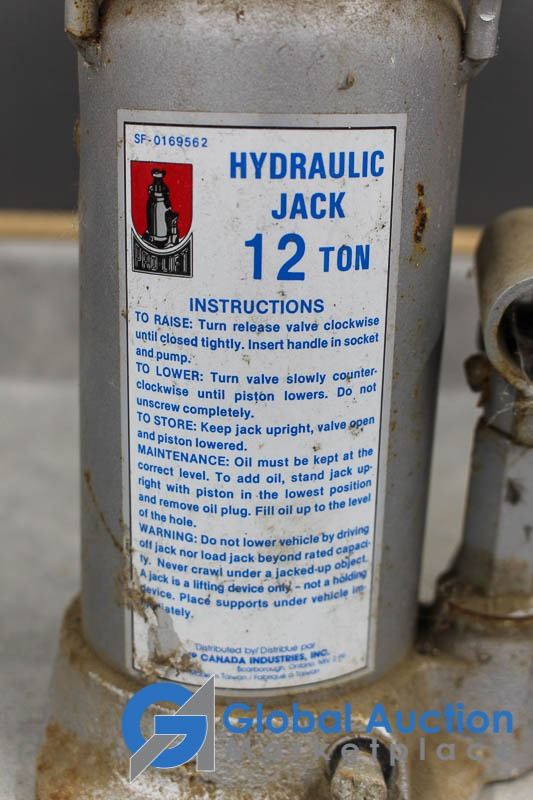 SF-0169562
HYDRAULIC
JACK
12 TON
PRO-LIFT
INSTRUCTIONS
TO RAISE: Turn release valve clockwise
until closed tightly. Insert handle in socket
and pump.
TO LOWER: Turn valve slowly counter-
clockwise until piston lowers. Do not
unscrew completely.
TO STORE: Keep jack upright, valve open
and piston lowered.
MAINTENANCE: Oil must be kept at the
correct level. To add oil, stand jack up-
right with piston in the lowest position
and remove oil plug. Fill oil up to the level
of the hole.
WARNING: Do not lower vehicle by driving
off jack nor load jack beyond rated capaci-
ty. Never crawl under a jacked-up object.
A jack is a lifting device only - not a holding
device. Place supports under vehicle im-
Distributed by/ Distribué par
CANADA INDUSTRIES, INC.
Scarborough, Ontario,
Taiwan / Fabriqué à Taiwan
Global Auction
Marketplace